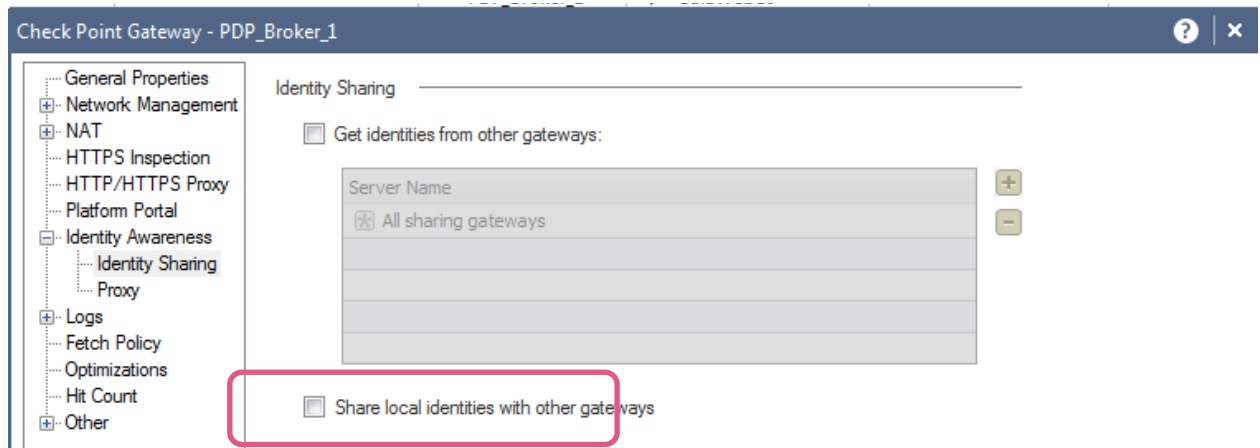 Check Point Gateway - PDP_Broker_1
General Properties
Network Management
NAT
HTTPS Inspection
HTTP/HTTPS Proxy
Platform Portal
Identity Awareness
Identity Sharing
Proxy
Logs
Fetch Policy
Optimizations
Hit Count
Other
Identity Sharing
Get identities from other gateways:
Server Name
All sharing gateways
Share local identities with other gateways